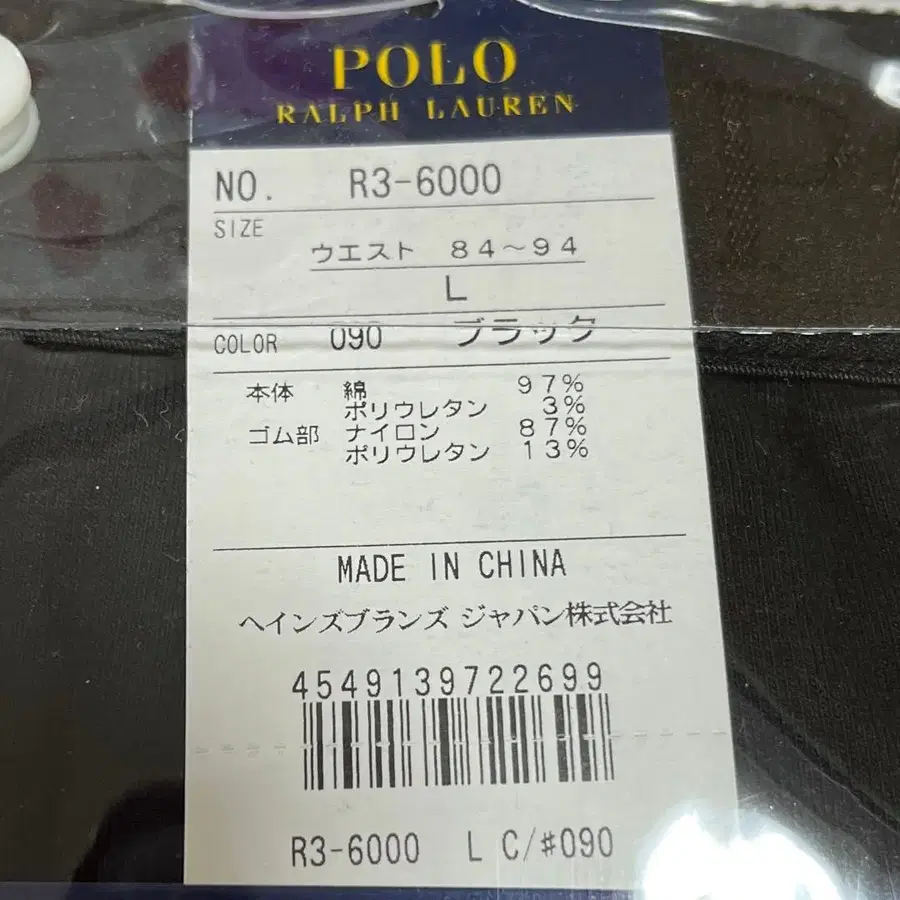 POLO
RALPH LAUREN
NO. R3-6000
SIZE
ウエスト 84～94
L
COLOR 090 ブラック
本体 綿 97%
ポリウレタン 3%
ゴム部 ナイロン 87%
ポリウレタン 13%
MADE IN CHINA
ヘインズブランズ ジャパン株式会社
4549139722699
R3-6000 L C/#090